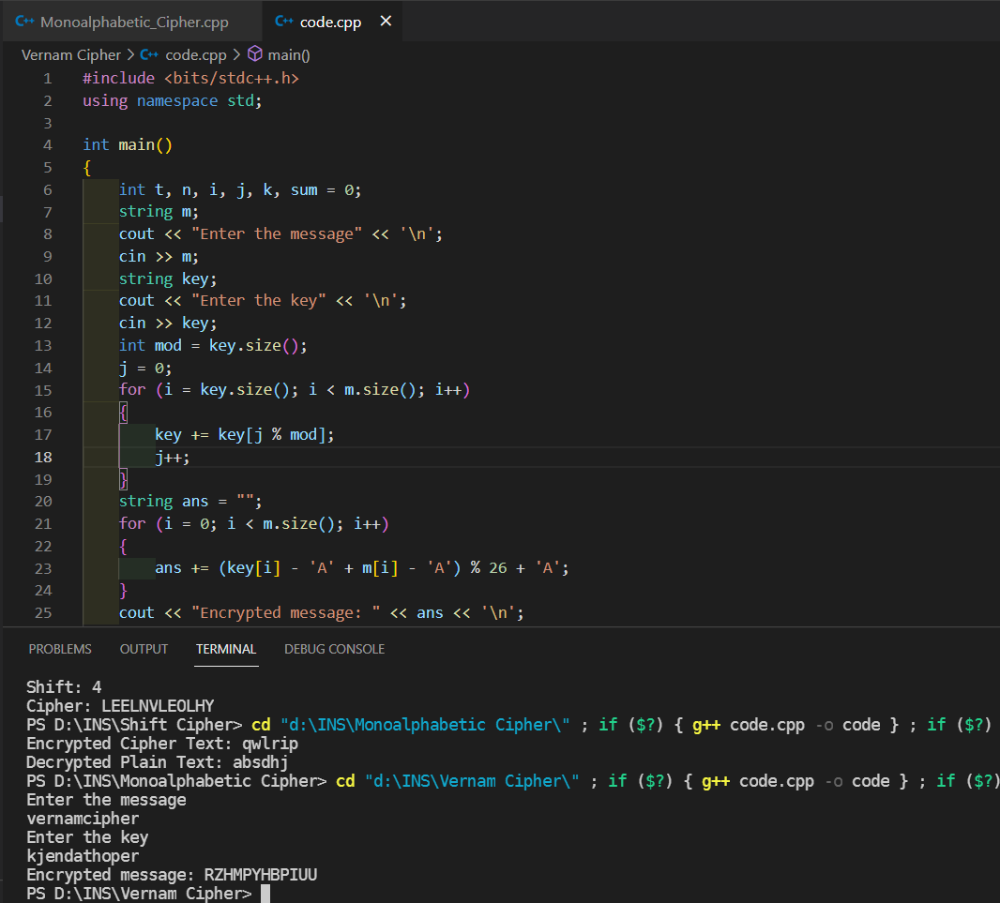 C++ Monoalphabetic_Cipher.cpp C++ code.cpp ×
Vernam Cipher > C++ code.cpp > main()
1 #include <bits/stdc++.h>
2 using namespace std;
3
4 int main()
5 {
6 int t, n, i, j, k, sum = 0;
7 string m;
8 cout << "Enter the message" << '\n';
9 cin >> m;
10 string key;
11 cout << "Enter the key" << '\n';
12 cin >> key;
13 int mod = key.size();
14 j = 0;
15 for (i = key.size(); i < m.size(); i++)
16 {
17 key += key[j % mod];
18 j++;
19 }
20 string ans = "";
21 for (i = 0; i < m.size(); i++)
22 {
23 ans += (key[i] - 'A' + m[i] - 'A') % 26 + 'A';
24 }
25 cout << "Encrypted message: " << ans << '\n';
PROBLEMS OUTPUT TERMINAL DEBUG CONSOLE
Shift: 4
Cipher: LEELNVLEOLHY
PS D:\INS\Shift Cipher> cd "d:\INS\Monoalphabetic Cipher\" ; if ($?) { g++ code.cpp -o code } ; if ($?)
Encrypted Cipher Text: qwlrip
Decrypted Plain Text: absdhj
PS D:\INS\Monoalphabetic Cipher> cd "d:\INS\Vernam Cipher\" ; if ($?) { g++ code.cpp -o code } ; if ($?)
Enter the message
vernamcipher
Enter the key
kjendathoper
Encrypted message: RZHMPYHBPIUU
PS D:\INS\Vernam Cipher>